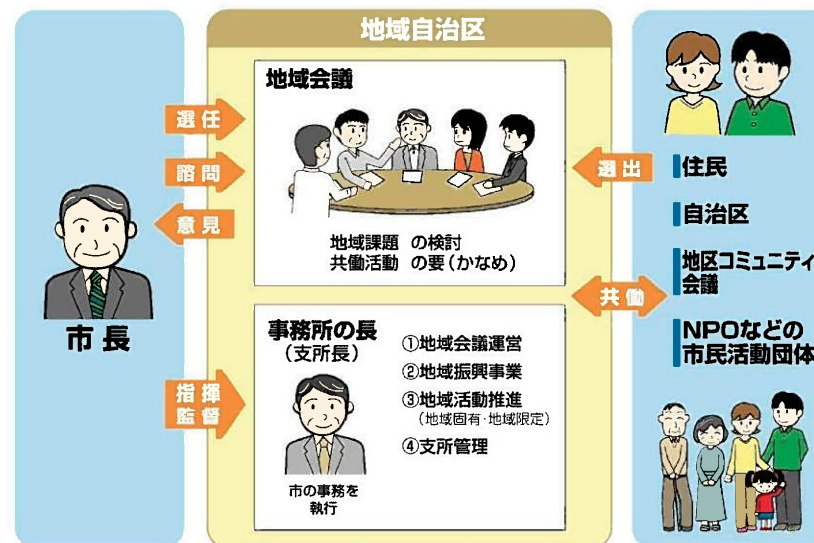 地域自治区
地域会議
選任
諮問
意見
地域課題 の検討
共働活動 の要(かなめ)
市長
指揮
監督
事務所の長
(支所長)
市の事務を
執行
①地域会議運営
②地域振興事業
③地域活動推進
(地域固有・地域限定)
④支所管理
選出
共働
住民
自治区
地区コミュニティ
会議
NPOなどの
市民活動団体